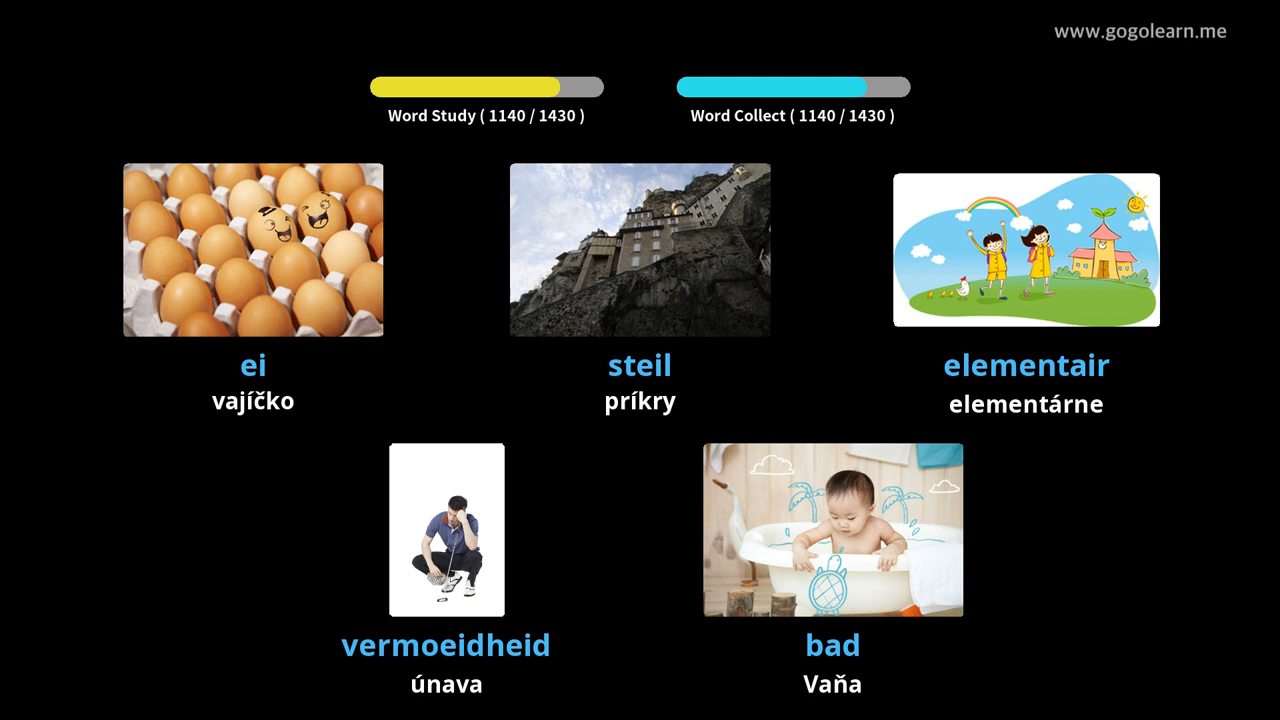 www.gogolearn.me
Word Study ( 1140 / 1430 )
Word Collect ( 1140 / 1430 )
ei
vajíčko
steil
príkry
elementair
elementárne
vermoeidheid
únava
bad
Vaňa